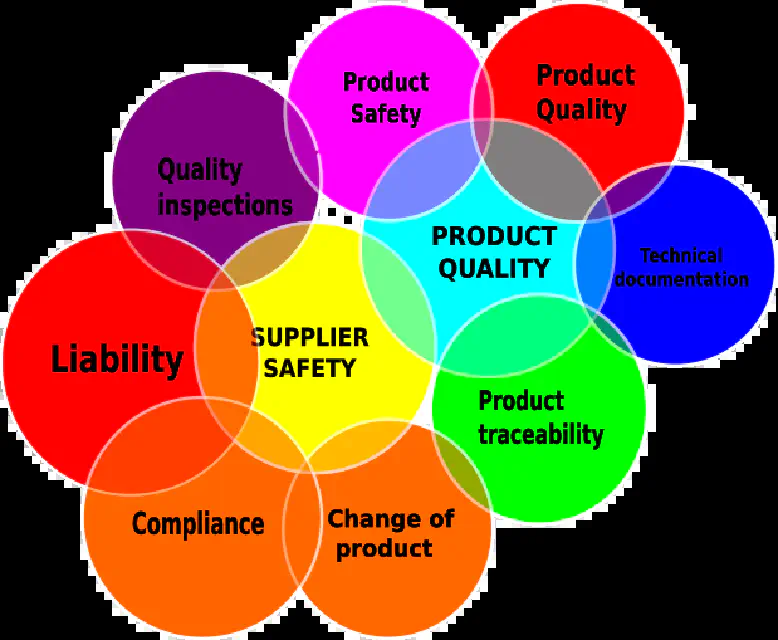 Product
Safety
Product
Quality
Quality
inspections
PRODUCT
QUALITY
Technical
documentation
SUPPLIER
SAFETY
Liability
Product
traceability
Compliance
Change of
product